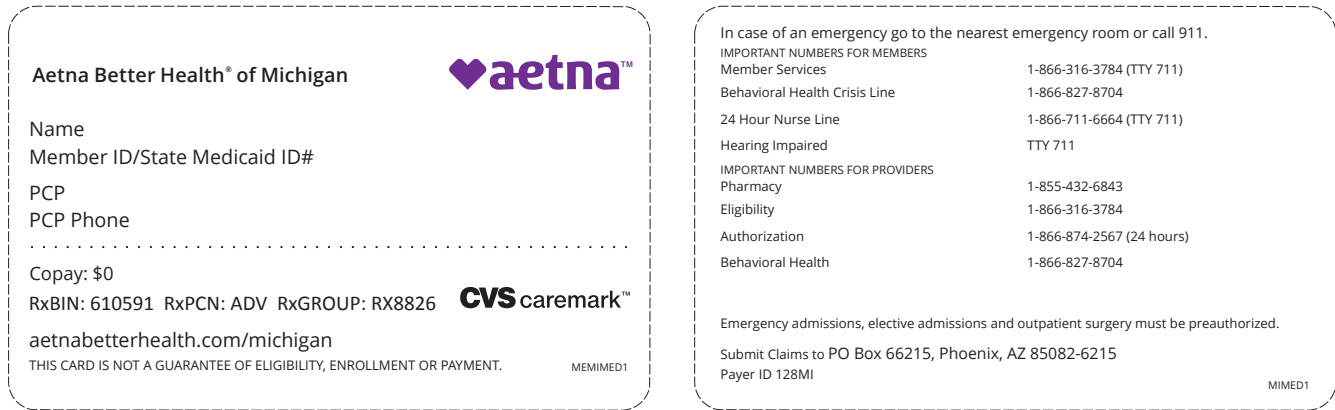 Aetna Better Health® of Michigan
aetna™
Name
Member ID/State Medicaid ID#
PCP
PCP Phone
Copay: $0
RxBIN: 610591 RxPCN: ADV RxGROUP: RX8826
CVS caremark™
aetnabetterhealth.com/michigan
THIS CARD IS NOT A GUARANTEE OF ELIGIBILITY, ENROLLMENT OR PAYMENT.
MEMIMED1
In case of an emergency go to the nearest emergency room or call 911.
IMPORTANT NUMBERS FOR MEMBERS
Member Services 1-866-316-3784 (TTY 711)
Behavioral Health Crisis Line 1-866-827-8704
24 Hour Nurse Line 1-866-711-6664 (TTY 711)
Hearing Impaired TTY 711
IMPORTANT NUMBERS FOR PROVIDERS
Pharmacy 1-855-432-6843
Eligibility 1-866-316-3784
Authorization 1-866-874-2567 (24 hours)
Behavioral Health 1-866-827-8704
Emergency admissions, elective admissions and outpatient surgery must be preauthorized.
Submit Claims to PO Box 66215, Phoenix, AZ 85082-6215
Payer ID 128MI
MIMED1